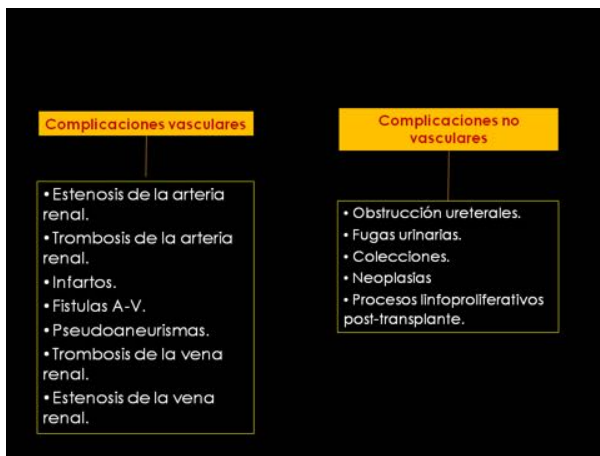 Complicaciones vasculares
• Estenosis de la arteria
renal.
• Trombosis de la arteria
renal.
• Infartos.
• Fistulas A-V.
• Pseudoaneurismas.
• Trombosis de la vena
renal.
• Estenosis de la vena
renal.
Complicaciones no
vasculares
• Obstrucción ureterales.
• Fugas urinarias.
• Colecciones.
• Neoplasias
• Procesos linfoproliferativos
post-transplante.